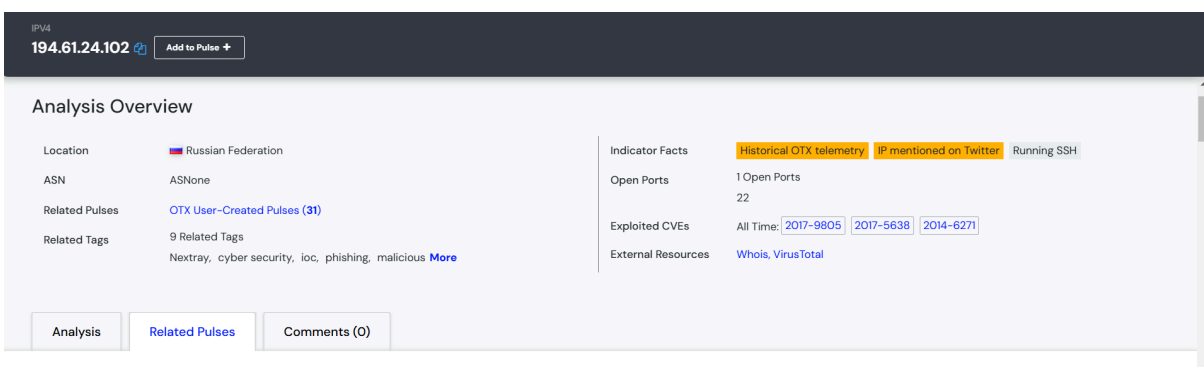 IPV4
194.61.24.102 Add to Pulse +
Analysis Overview
Location Russian Federation
ASN ASNone
Related Pulses OTX User-Created Pulses (31)
Related Tags 9 Related Tags
Nextray, cyber security, ioc, phishing, malicious More
Indicator Facts Historical OTX telemetry IP mentioned on Twitter Running SSH
Open Ports 1 Open Ports
22
Exploited CVEs All Time: 2017-9805 2017-5638 2014-6271
External Resources Whois, VirusTotal
Analysis Related Pulses Comments (0)